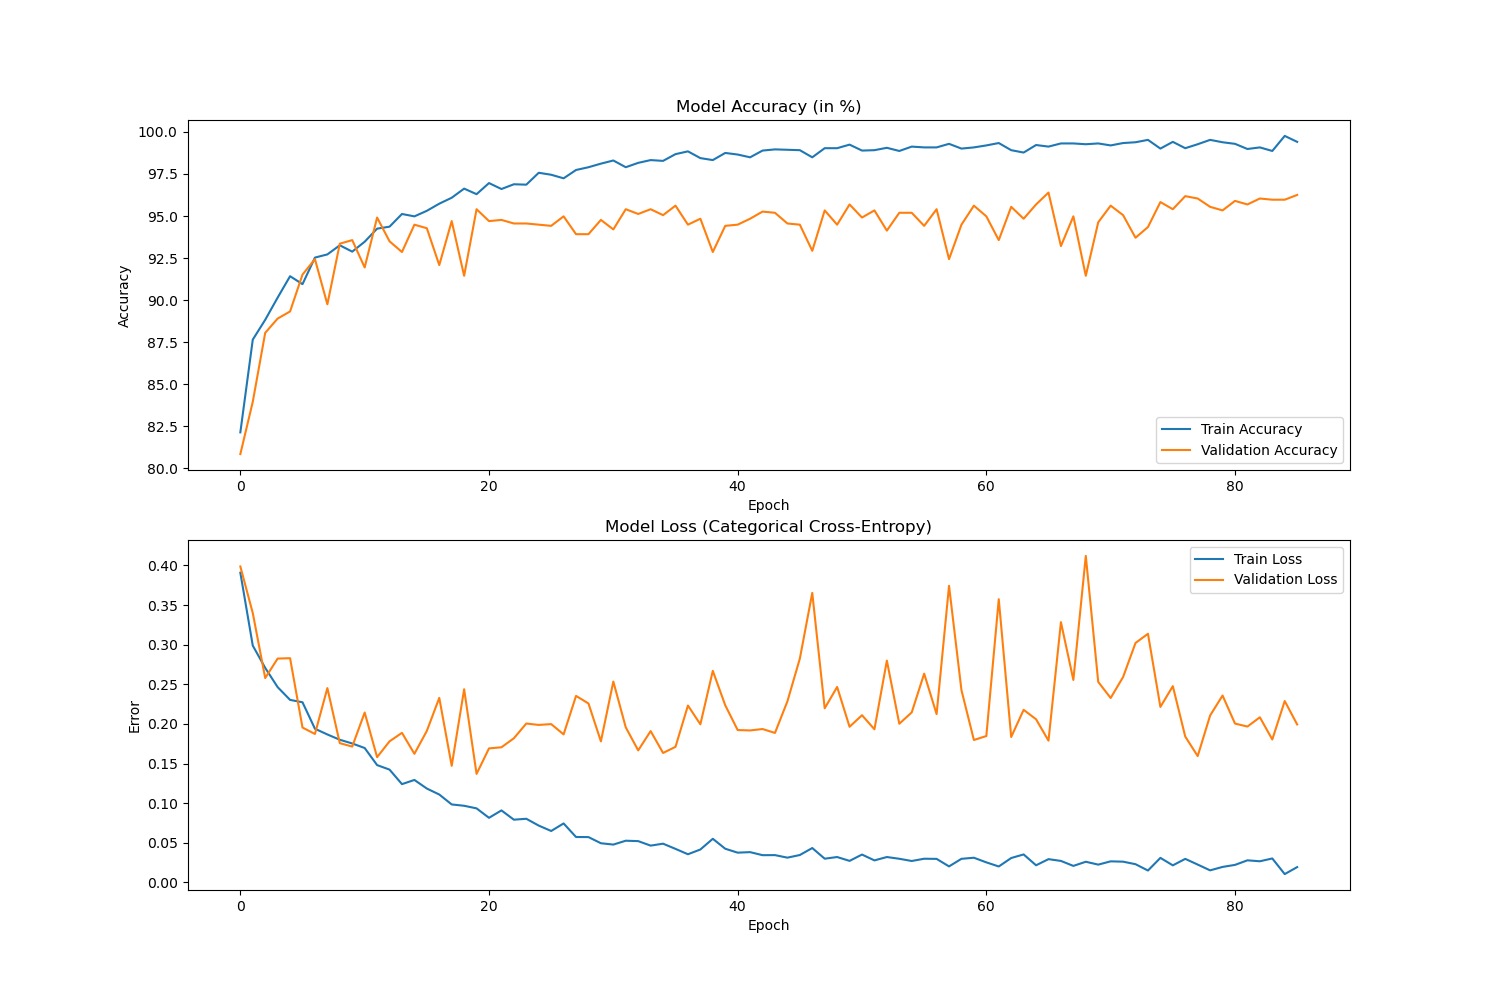 Model Accuracy (in %)
100.0
97.5
95.0
92.5
90.0
87.5
85.0
82.5
80.0
Accuracy
Train Accuracy
Validation Accuracy
0 20 40 60 80
Epoch
Model Loss (Categorical Cross-Entropy)
0.40
0.35
0.30
0.25
0.20
0.15
0.10
0.05
0.00
Error
Train Loss
Validation Loss
0 20 40 60 80
Epoch